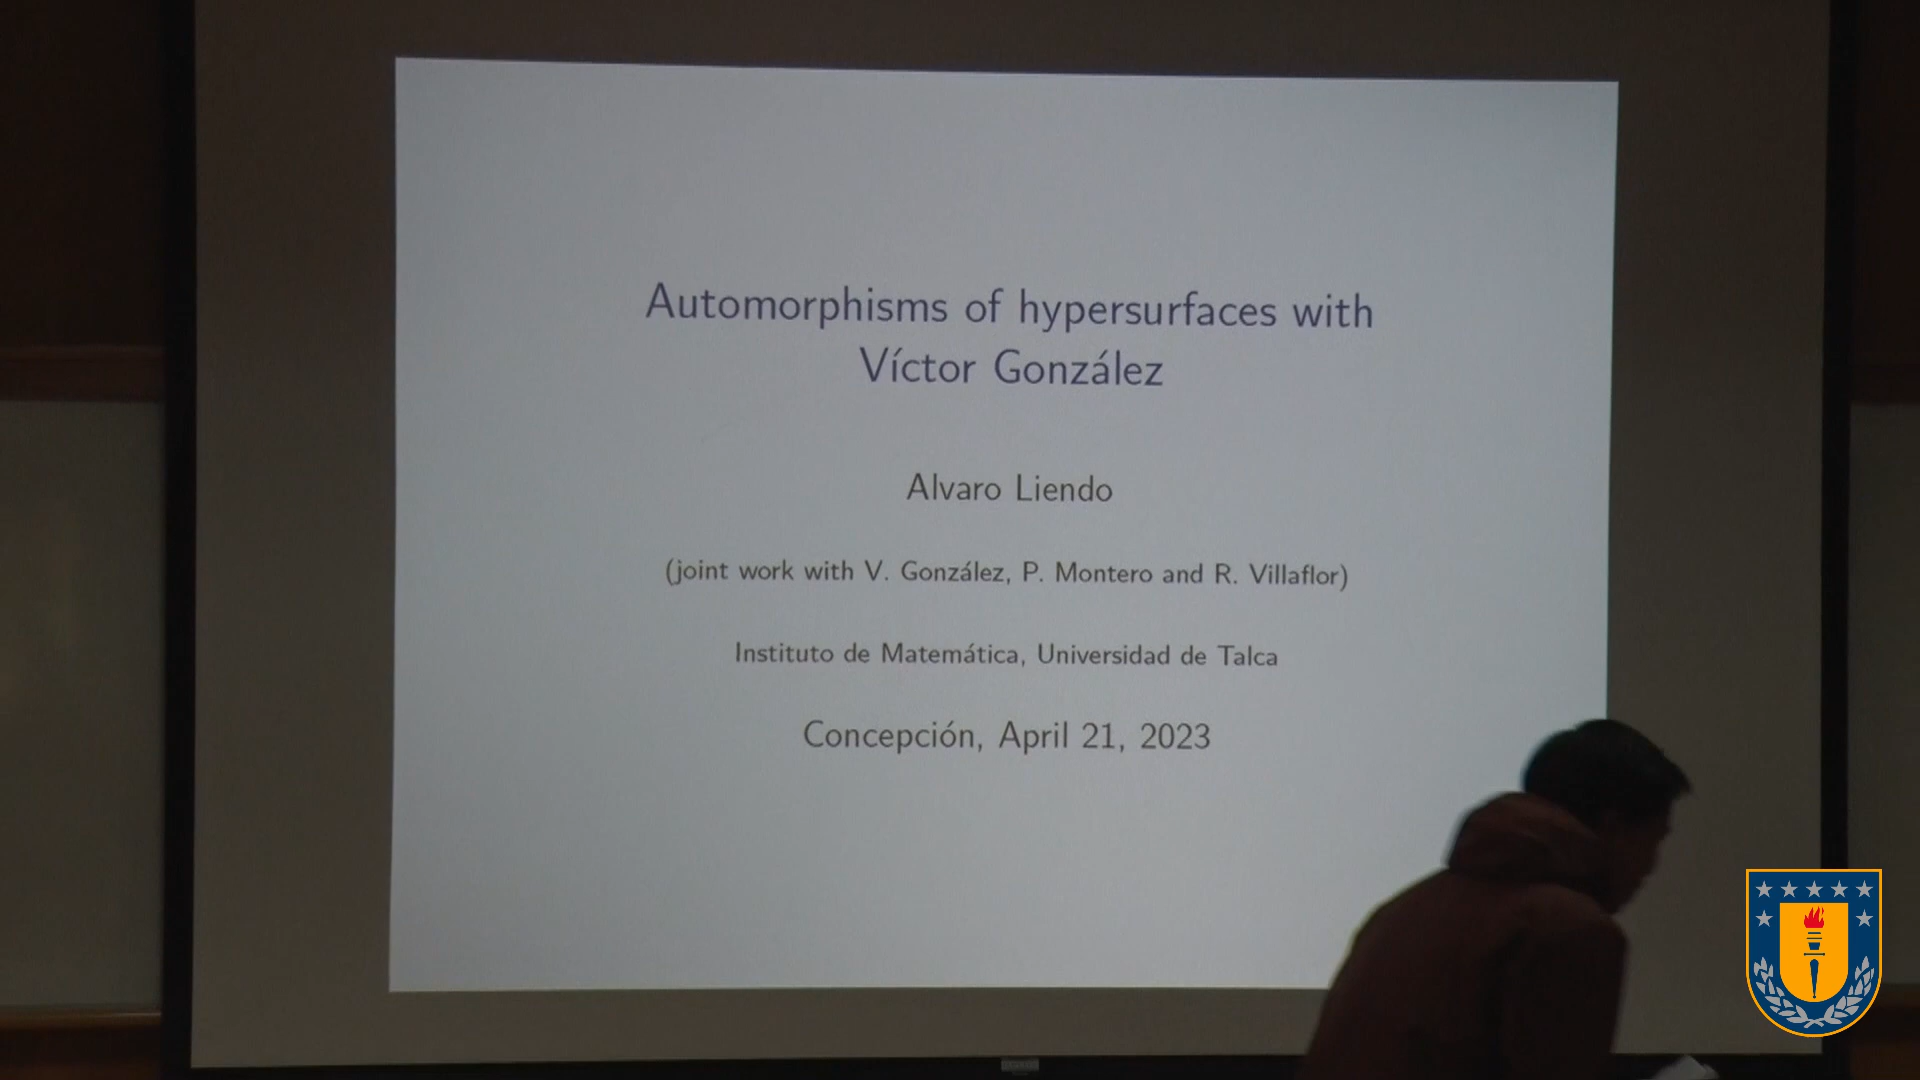 Automorphisms of hypersurfaces with
Víctor González
Alvaro Liendo
(joint work with V. González, P. Montero and R. Villaflor)
Instituto de Matemática, Universidad de Talca
Concepción, April 21, 2023